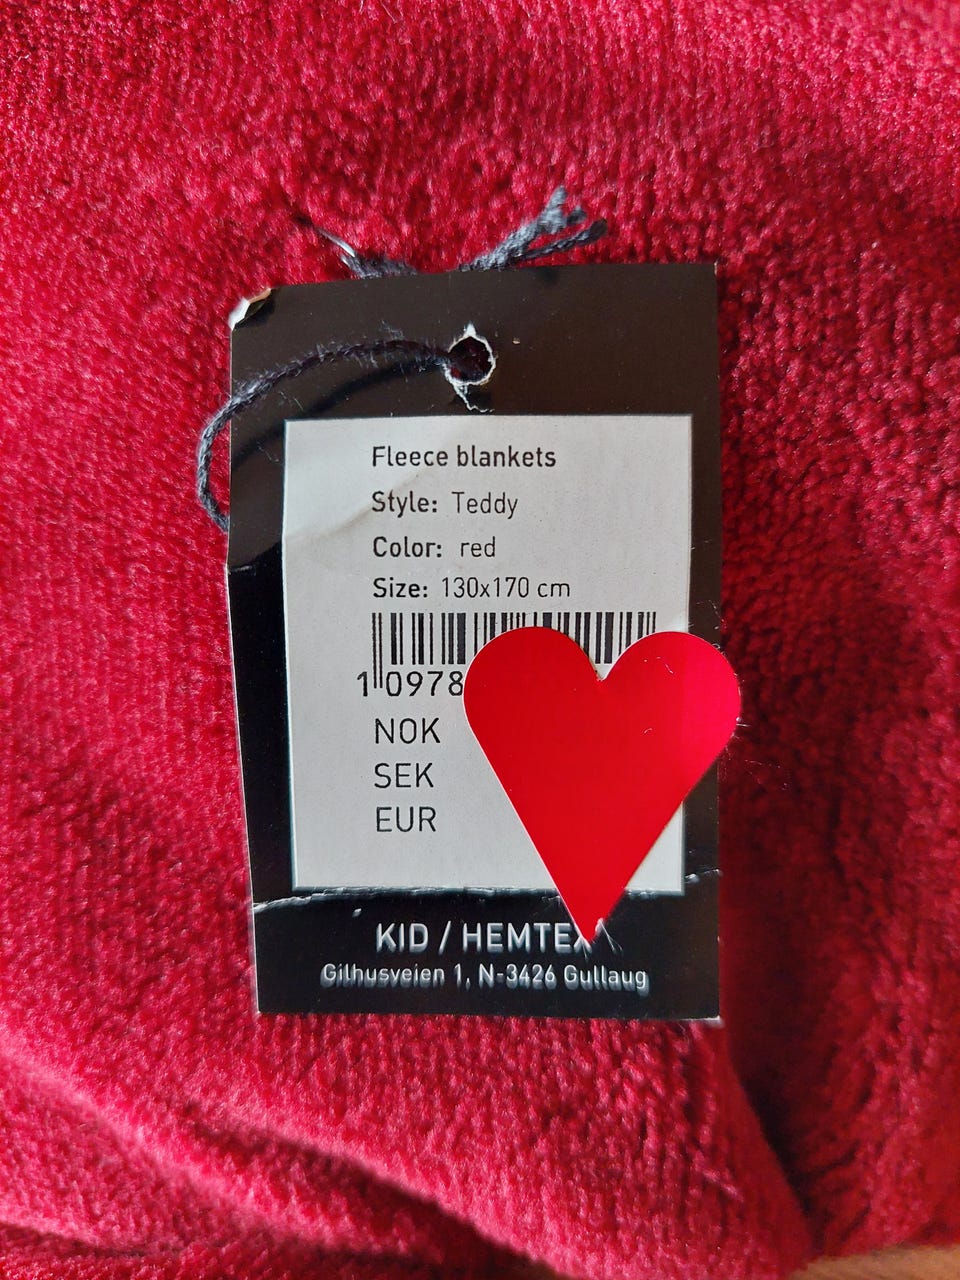 Fleece blankets
Style: Teddy
Color: red
Size: 130x170 cm
1 0978
NOK
SEK
EUR
KID / HEMTEX
Gilhusveien 1, N-3426 Gullaug